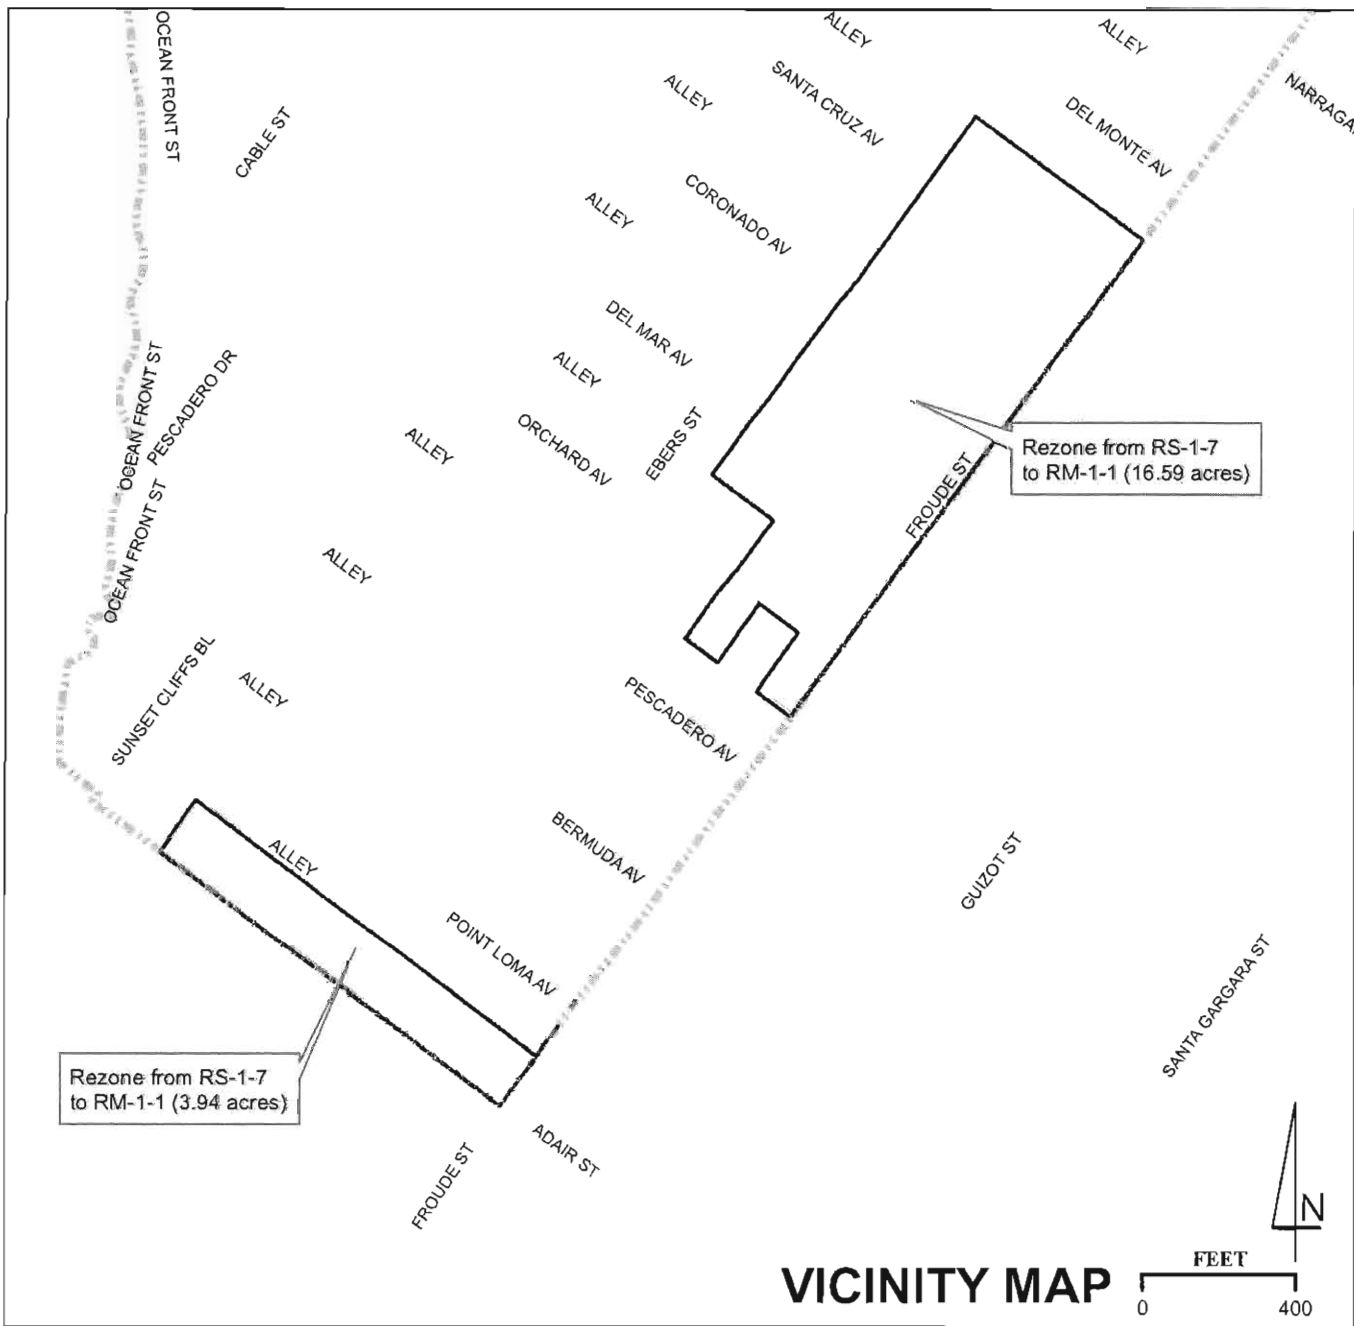 OCEAN FRONT ST
CABLE ST
ALLEY
ALLEY
SANTA CRUZ AV
ALLEY
DEL MONTE AV
NARRAGA
CORONADO AV
ALLEY
DEL MAR AV
ALLEY
OCEAN FRONT ST
PESCADERO DR
ALLEY
ORCHARD AV
EBERS ST
Rezone from RS-1-7
to RM-1-1 (16.59 acres)
FROUDE ST
OCEAN FRONT ST
ALLEY
SUNSET CLIFFS BL
ALLEY
PESCADERO AV
ALLEY
BERMUDA AV
GUIZOT ST
POINT LOMA AV
SANTA GARGARA ST
Rezone from RS-1-7
to RM-1-1 (3.94 acres)
FROUDE ST
ADAIR ST
N
VICINITY MAP
FEET
0 400